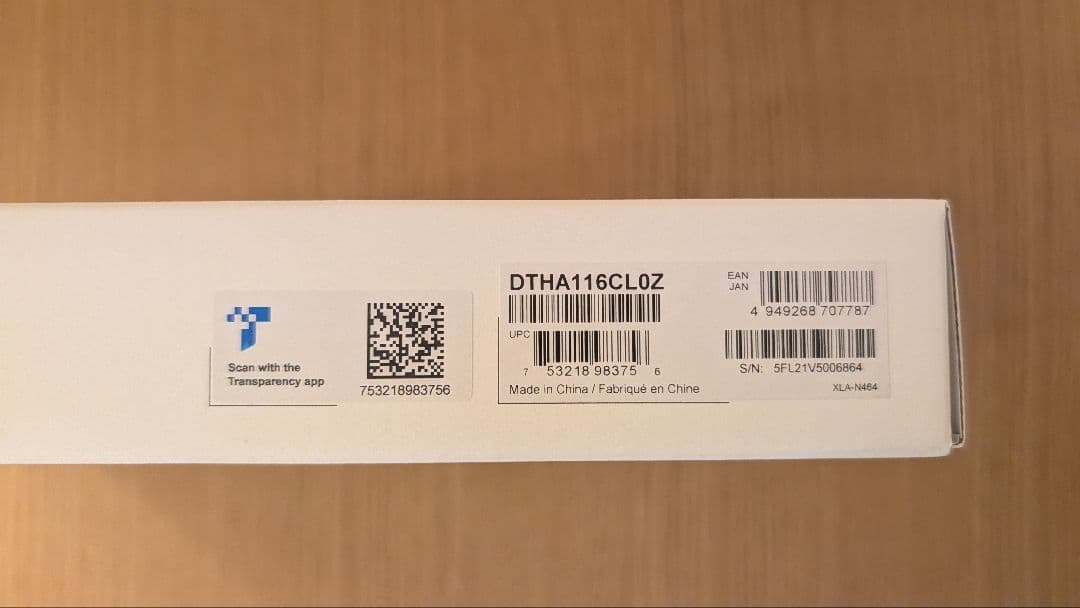 Scan with the
Transparency app
753218983756
DTHA116CL0Z
UPC
7 53218 98375 6
Made in China / Fabriqué en Chine
EAN
JAN
4 949268 707787
S/N: 5FL21V5006864
XLA-N464